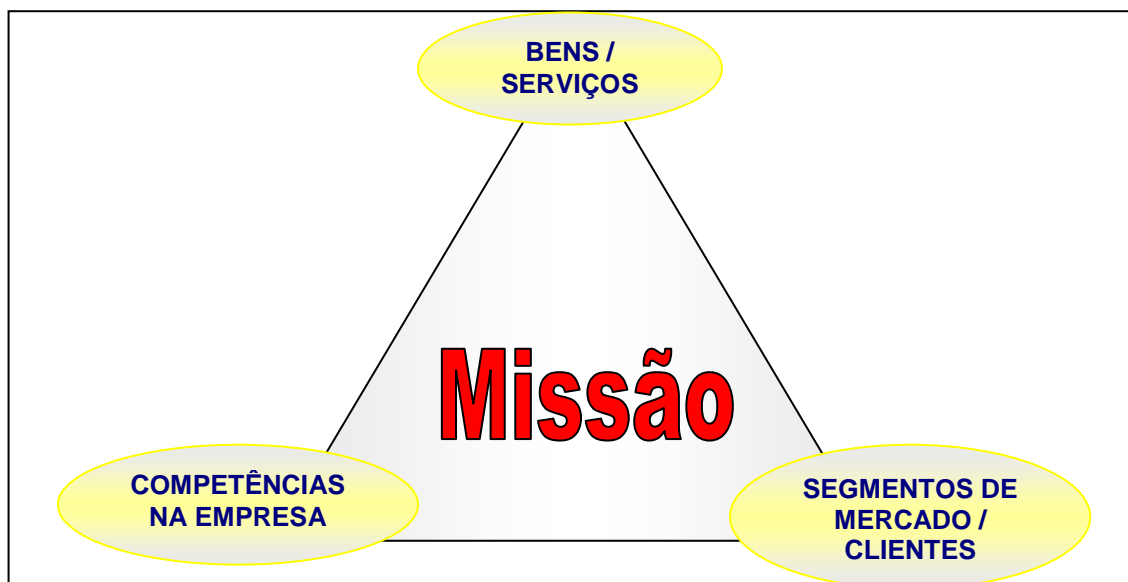 BENS /
SERVIÇOS
Missão
COMPETÊNCIAS
NA EMPRESA
SEGMENTOS DE
MERCADO /
CLIENTES